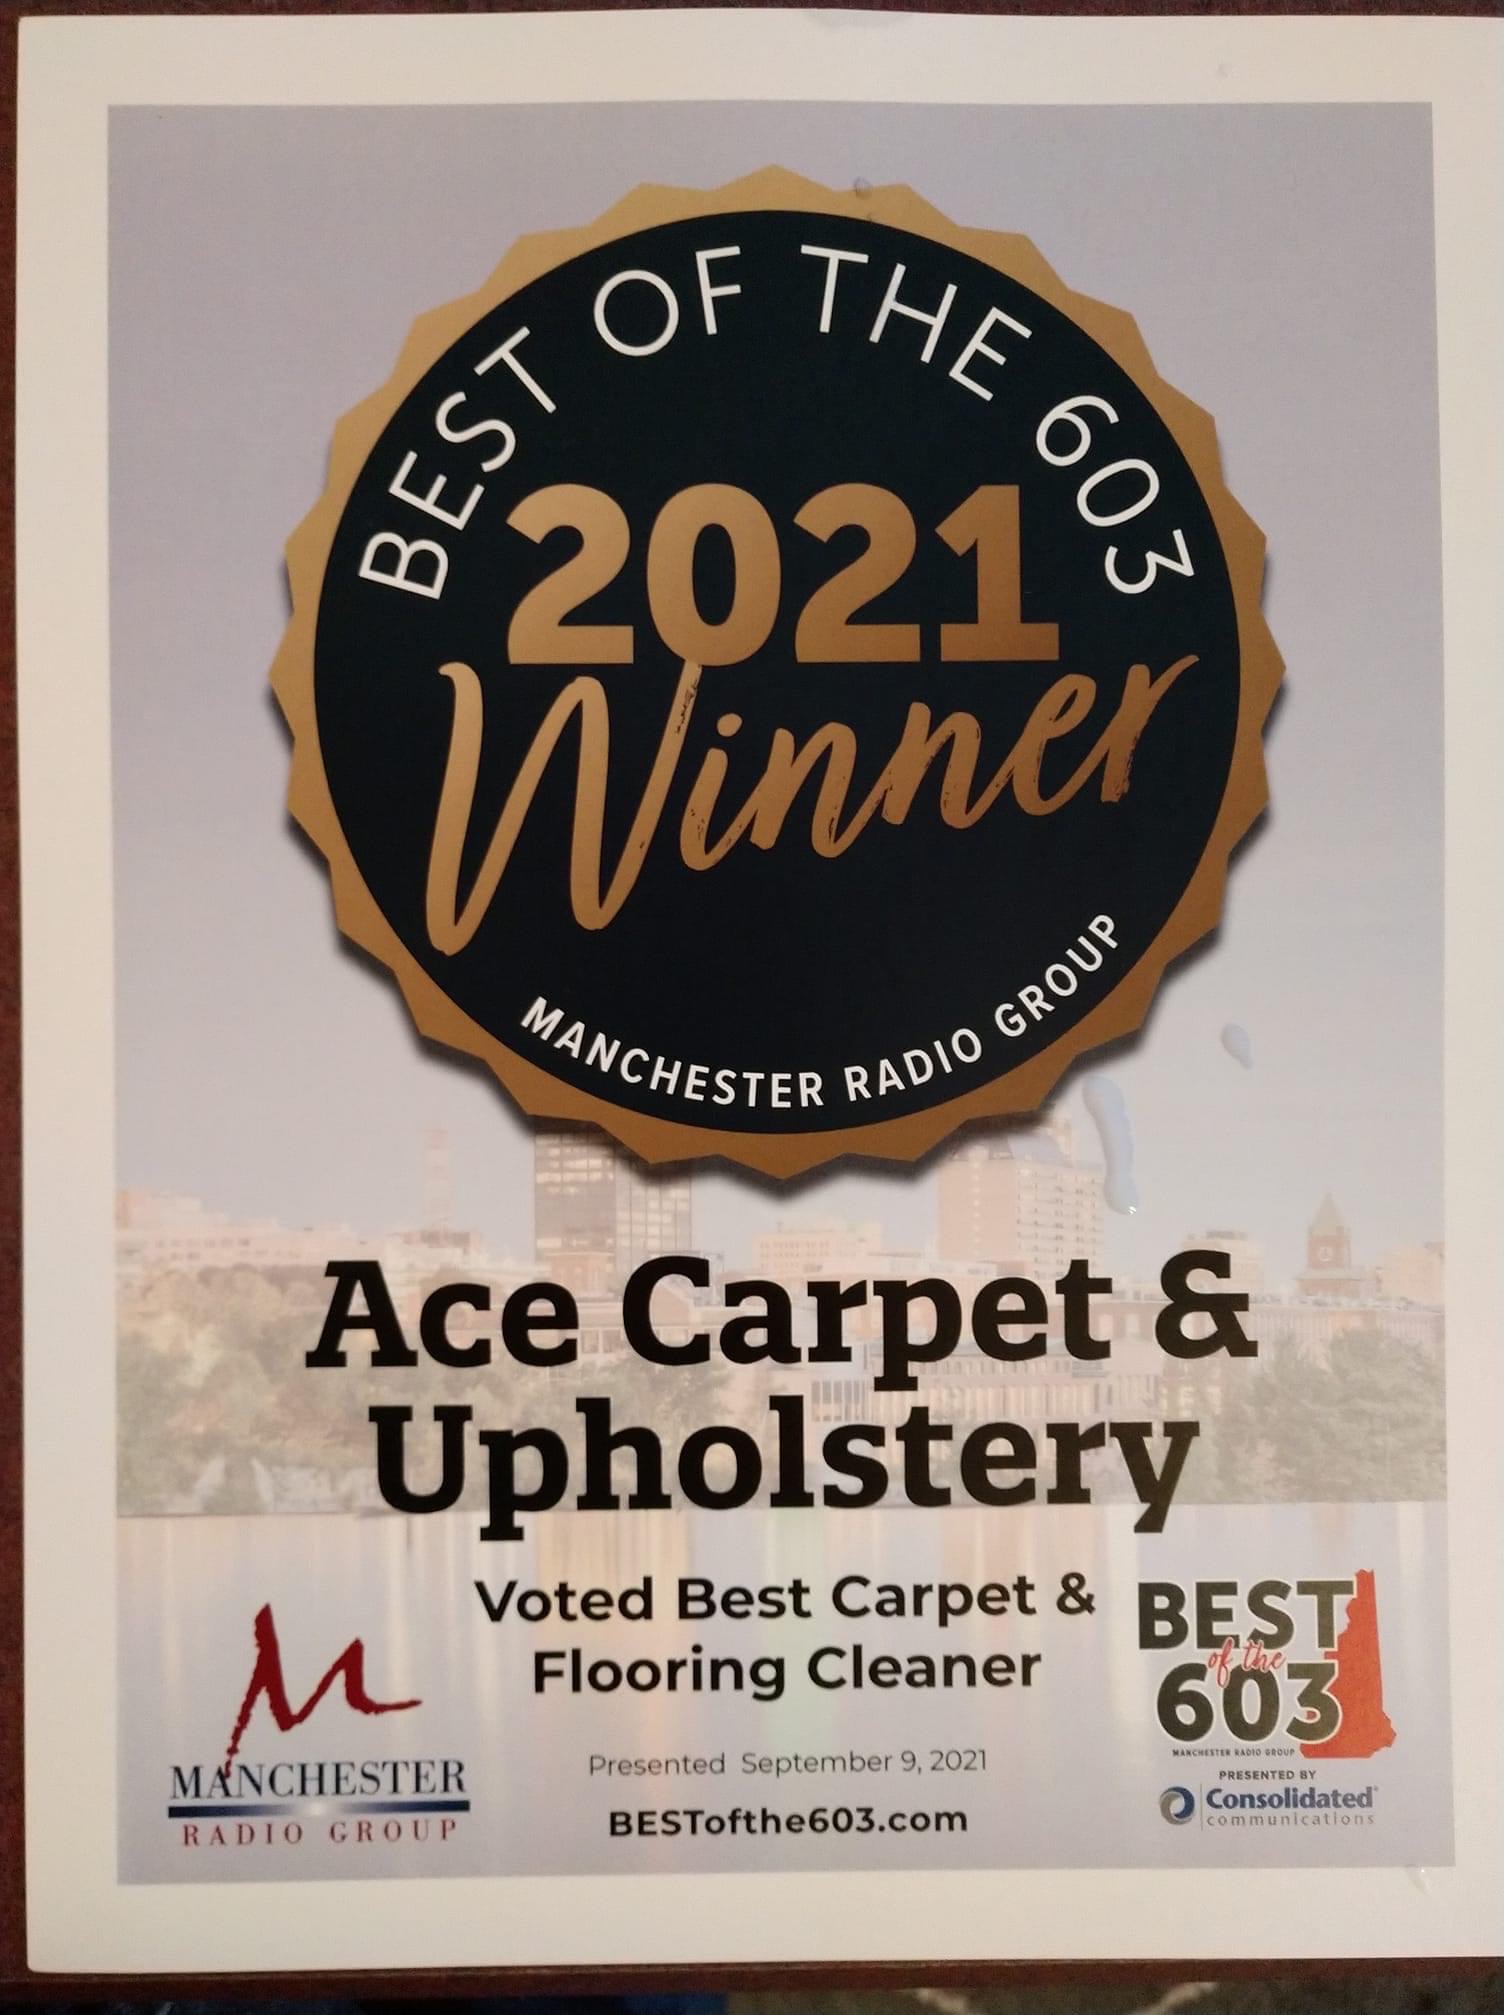 BEST OF THE 603
2021
Winner
MANCHESTER RADIO GROUP
Ace Carpet &
Upholstery
Voted Best Carpet &
Flooring Cleaner
Presented September 9, 2021
BESTofthe603.com
MANCHESTER
RADIO GROUP
BEST
of the
603
MANCHESTER RADIO GROUP
PRESENTED BY
Consolidated
communications